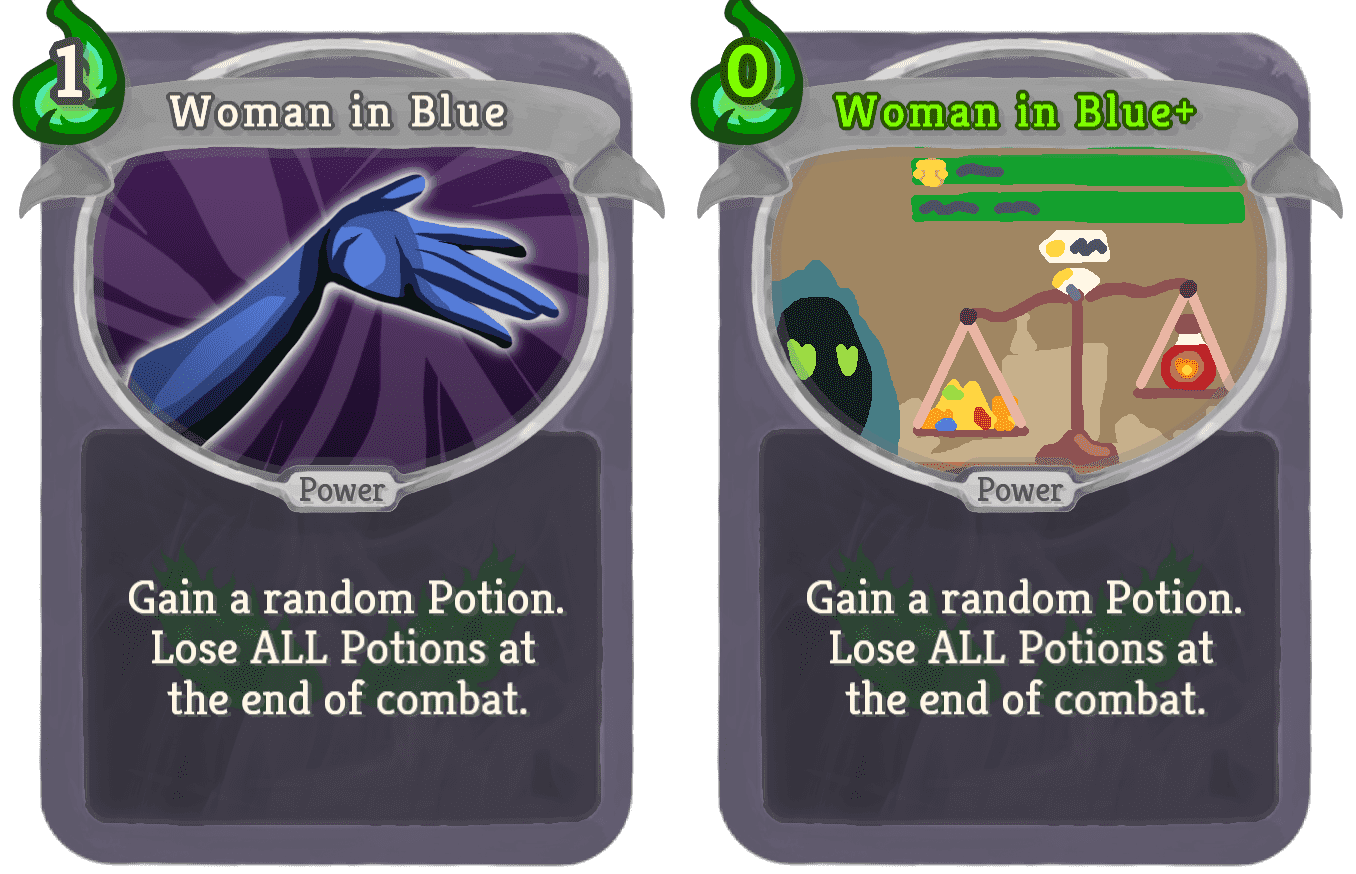 1
Woman in Blue
Power
Gain a random Potion.
Lose ALL Potions at
the end of combat.
0
Woman in Blue+
Power
Gain a random Potion.
Lose ALL Potions at
the end of combat.